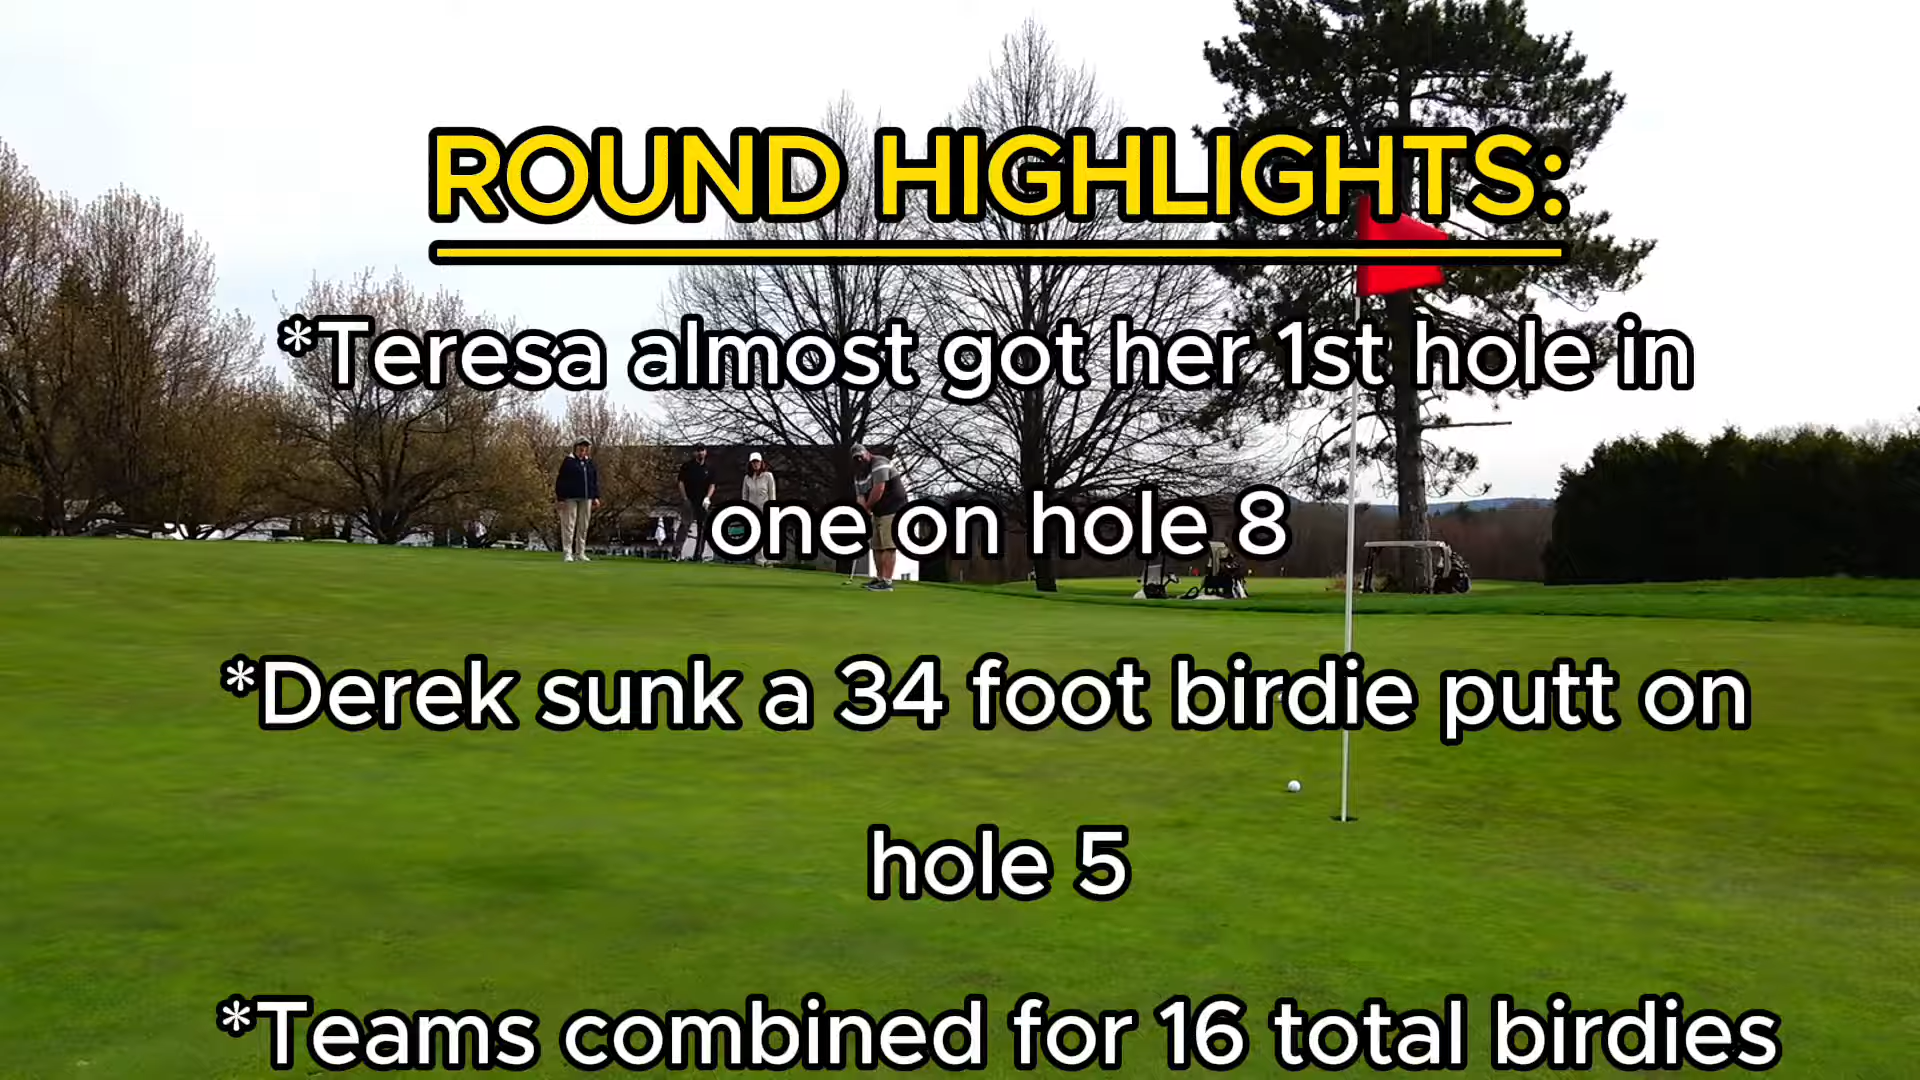 ROUND HIGHLIGHTS:
*Teresa almost got her 1st hole in
one on hole 8
*Derek sunk a 34 foot birdie putt on
hole 5
*Teams combined for 16 total birdies